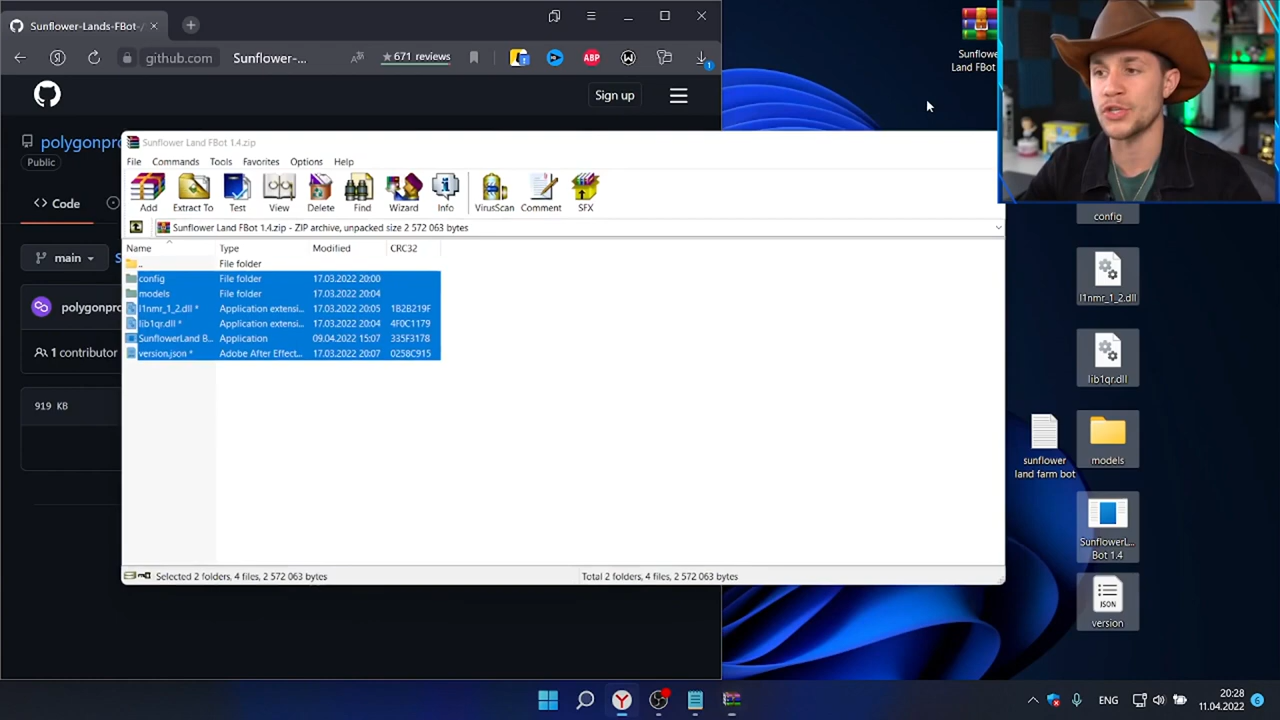 Sunflower-Lands-FBot-/
github.com
Sunflower-...
★ 671 reviews
ABP
1
Sign up
polygonpro
Public
<> Code
main
S
polygonpro
1 contributor
919 KB
Sunflower Land FBot 1.4.zip
File Commands Tools Favorites Options Help
Add Extract To Test View Delete Find Wizard Info VirusScan Comment SFX
Sunflower Land FBot 1.4.zip - ZIP archive, unpacked size 2 572 063 bytes
Name Type Modified CRC32
.. File folder
config File folder 17.03.2022 20:00
models File folder 17.03.2022 20:04
l1nmr_1_2.dll * Application extensi... 17.03.2022 20:05 1B2B219F
lib1qr.dll * Application extensi... 17.03.2022 20:04 4F0C1179
SunflowerLand B... Application 09.04.2022 15:07 335F3178
version.json * Adobe After Effect... 17.03.2022 20:07 0258C915
Selected 2 folders, 4 files, 2 572 063 bytes
Total 2 folders, 4 files, 2 572 063 bytes
Sunflower
Land FBot
config
l1nmr_1_2.dll
lib1qr.dll
sunflower
land farm bot
models
SunflowerL...
Bot 1.4
JSON
version
ENG
20:28
11.04.2022
6